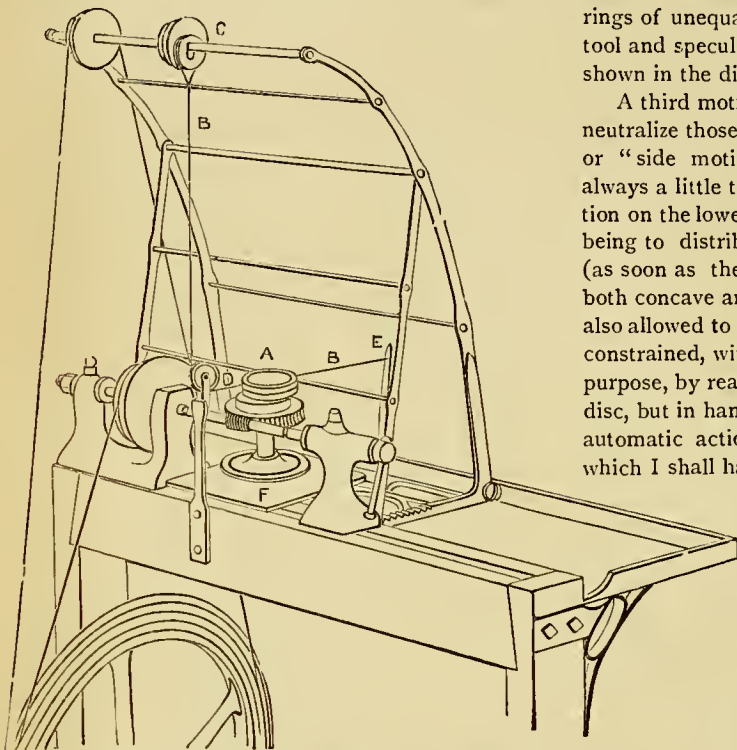 rings of unequa
tool and specul
shown in the di
A third moti
neutralize those
or “side moti
always a little t
tion on the lowe
being to distrib
(as soon as the
both concave an
also allowed to
constrained, wit
purpose, by rea
disc, but in han
automatic actio
which I shall ha
C
B
E
A
B
D
F